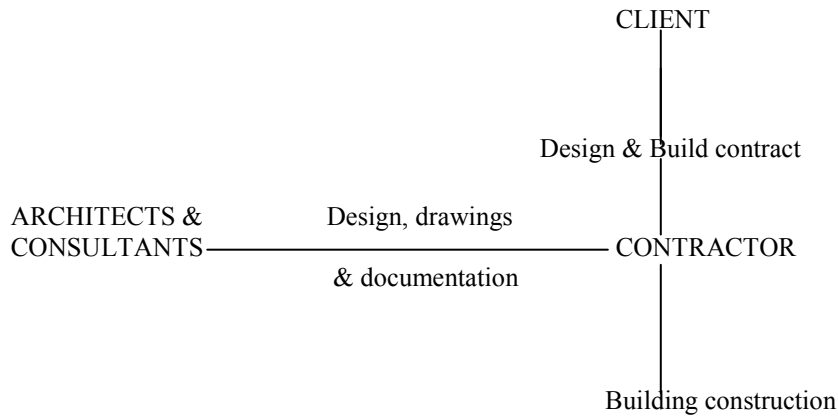 CLIENT
Design & Build contract
ARCHITECTS &
CONSULTANTS
Design, drawings
& documentation
CONTRACTOR
Building construction